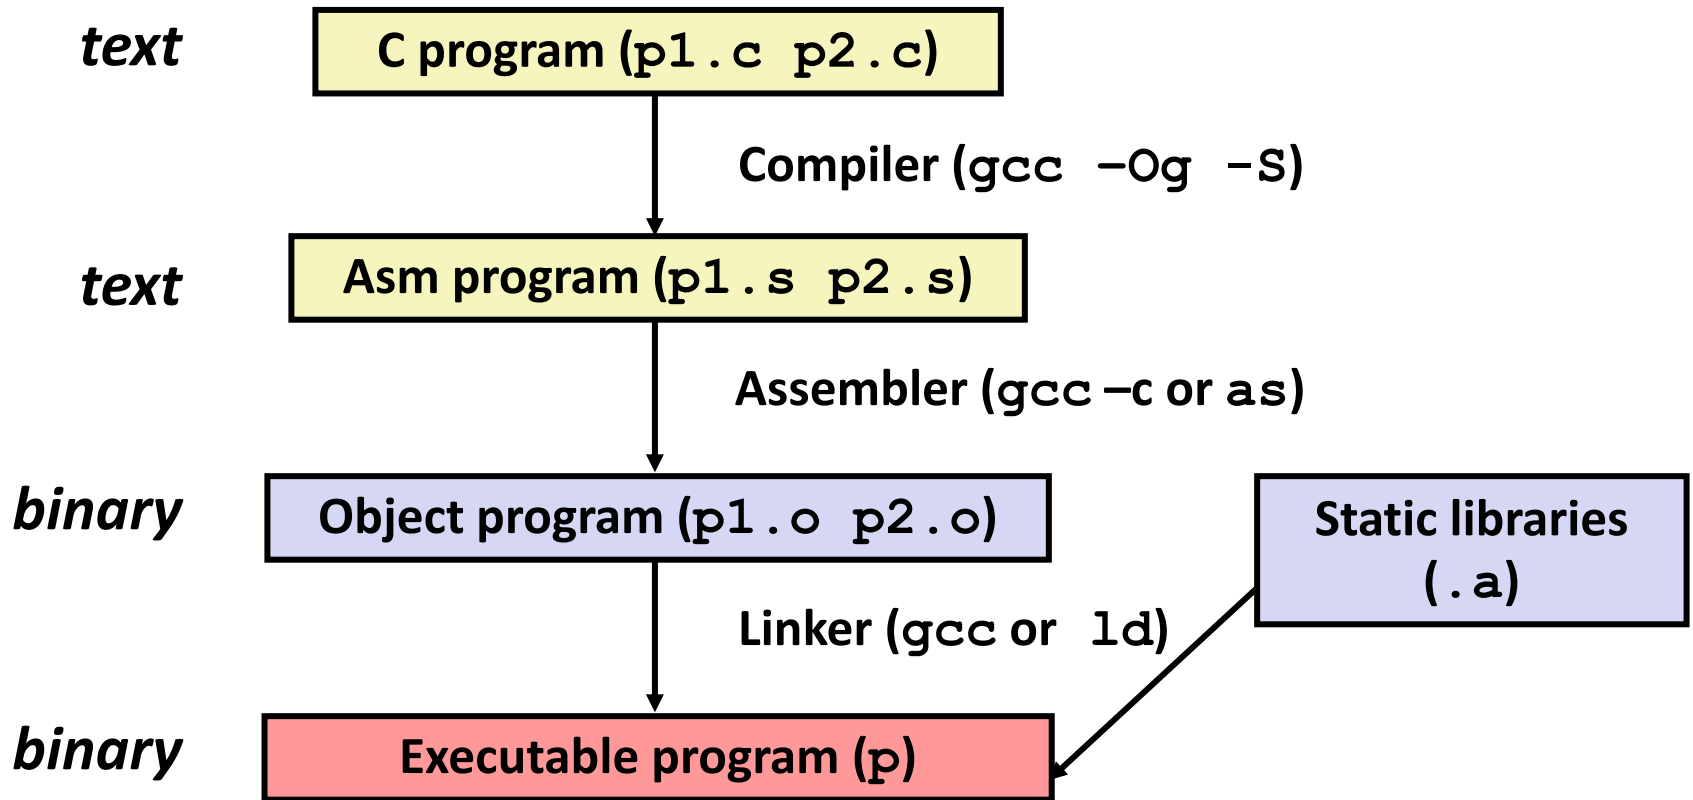 text
C program (p1.c p2.c)
Compiler (gcc –Og -S)
text
Asm program (p1.s p2.s)
Assembler (gcc –c or as)
binary
Object program (p1.o p2.o)
Static libraries
(.a)
Linker (gcc or ld)
binary
Executable program (p)